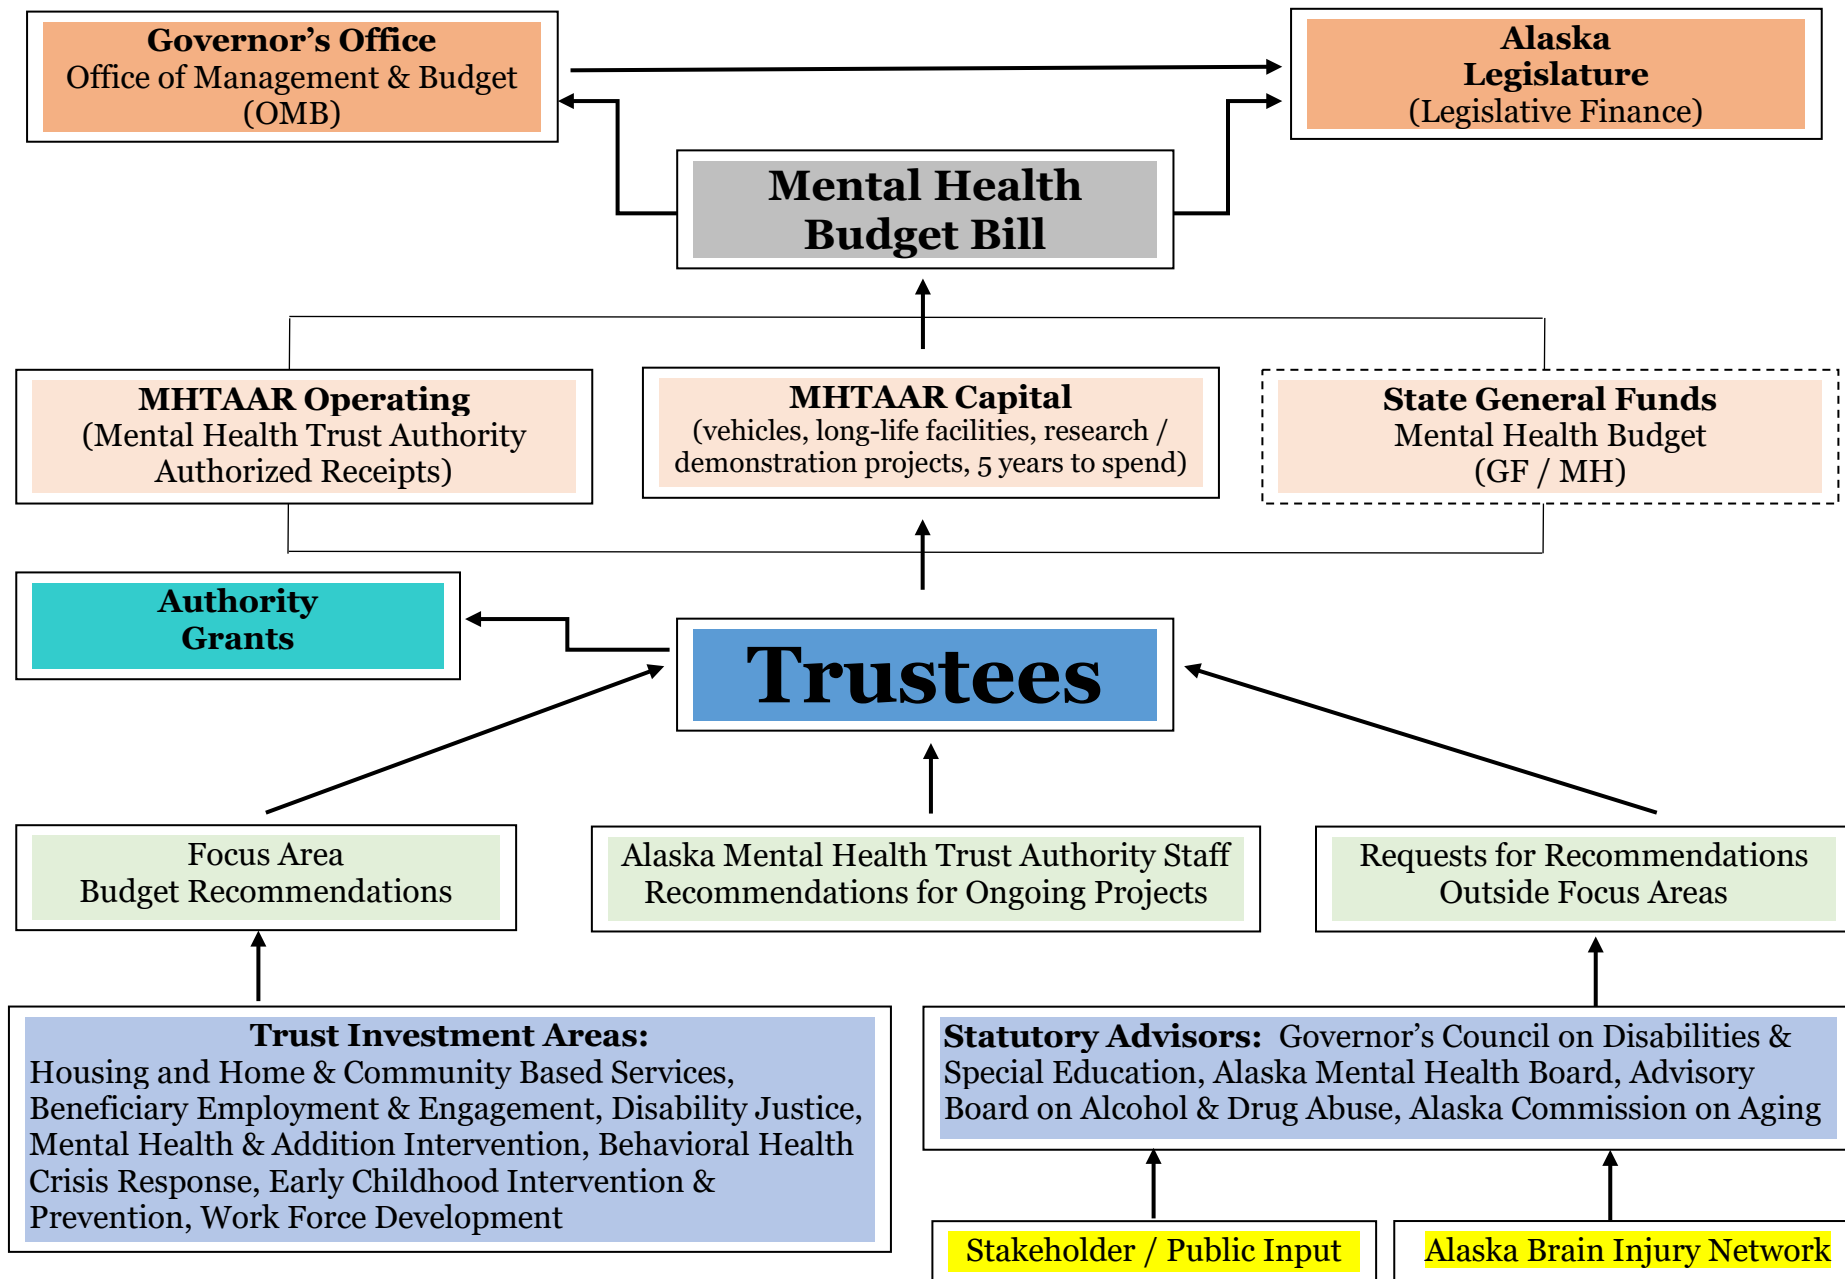 Governor’s Office
Office of Management & Budget
(OMB)
Alaska
Legislature
(Legislative Finance)
Mental Health
Budget Bill
MHTAAR Operating
(Mental Health Trust Authority
Authorized Receipts)
MHTAAR Capital
(vehicles, long-life facilities, research /
demonstration projects, 5 years to spend)
State General Funds
Mental Health Budget
(GF / MH)
Authority
Grants
Trustees
Focus Area
Budget Recommendations
Alaska Mental Health Trust Authority Staff
Recommendations for Ongoing Projects
Requests for Recommendations
Outside Focus Areas
Trust Investment Areas:
Housing and Home & Community Based Services,
Beneficiary Employment & Engagement, Disability Justice,
Mental Health & Addition Intervention, Behavioral Health
Crisis Response, Early Childhood Intervention &
Prevention, Work Force Development
Statutory Advisors: Governor’s Council on Disabilities &
Special Education, Alaska Mental Health Board, Advisory
Board on Alcohol & Drug Abuse, Alaska Commission on Aging
Stakeholder / Public Input
Alaska Brain Injury Network